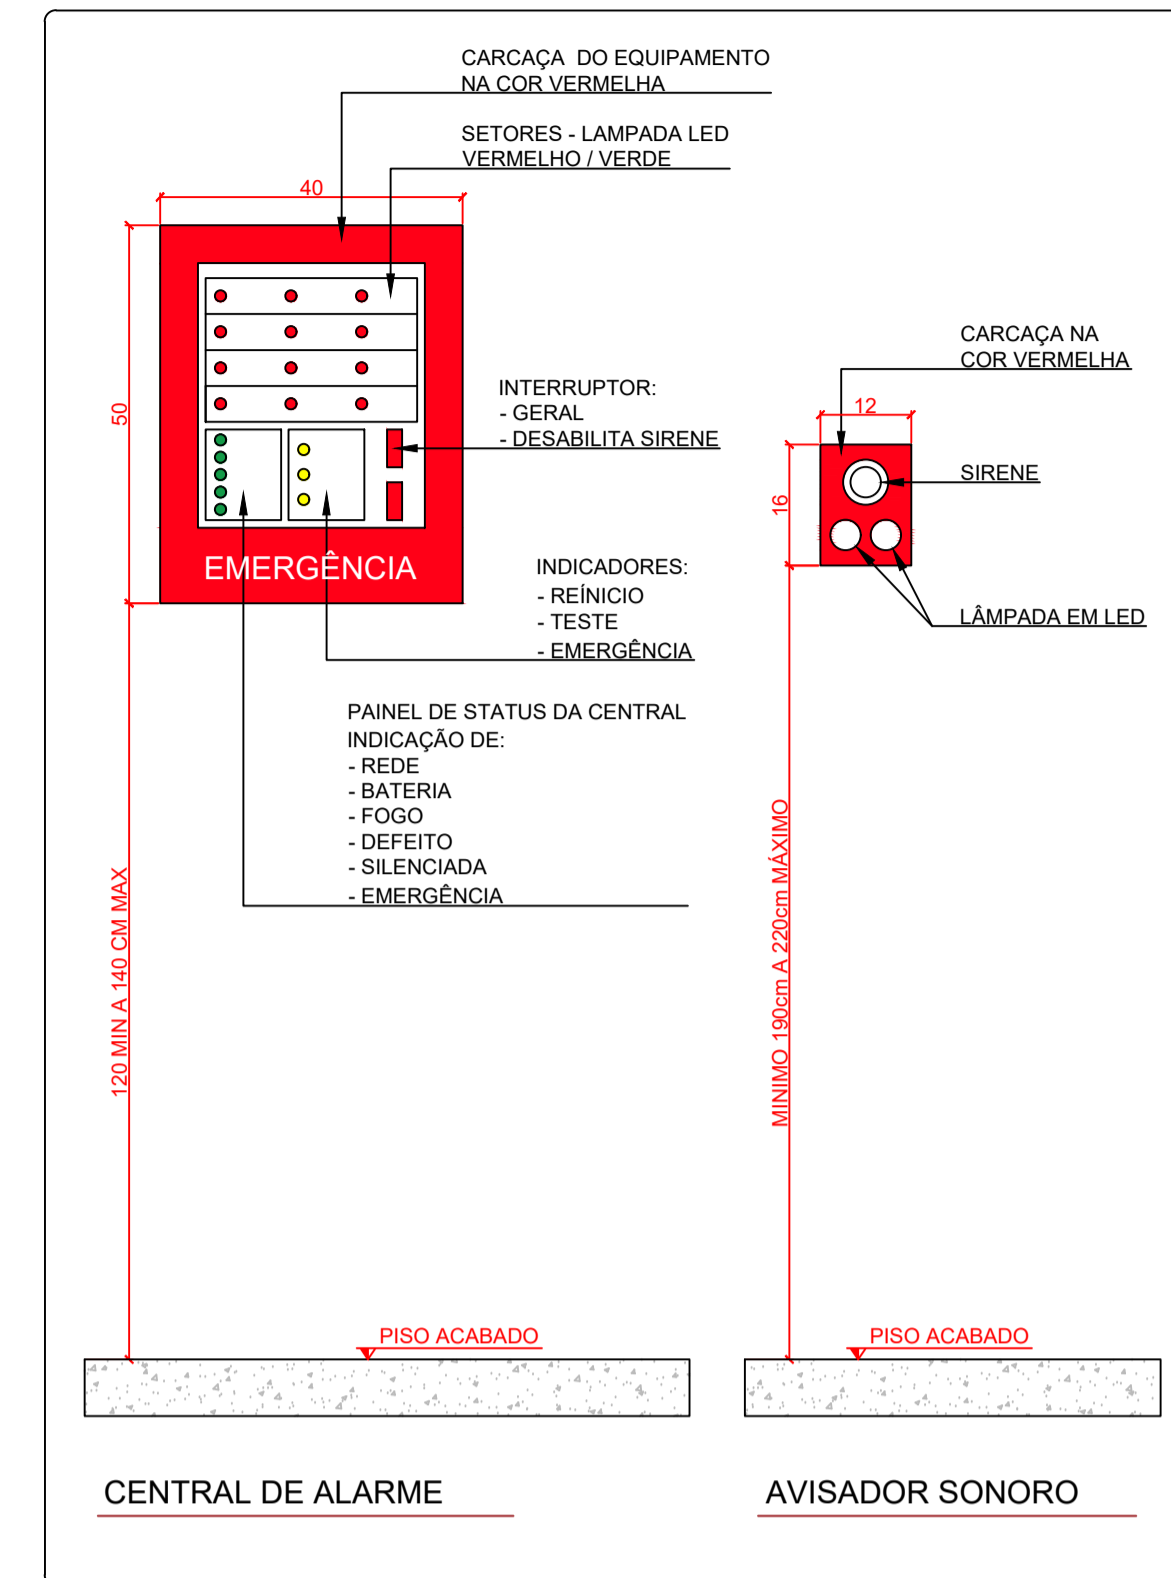 CARCAÇA DO EQUIPAMENTO
NA COR VERMELHA
SETORES - LAMPADA LED
VERMELHO / VERDE
40
50
EMERGÊNCIA
INTERRUPTOR:
- GERAL
- DESABILITA SIRENE
INDICADORES:
- REÍNICIO
- TESTE
- EMERGÊNCIA
PAINEL DE STATUS DA CENTRAL
INDICAÇÃO DE:
- REDE
- BATERIA
- FOGO
- DEFEITO
- SILENCIADA
- EMERGÊNCIA
120 MIN A 140 CM MAX
PISO ACABADO
CENTRAL DE ALARME
CARCAÇA NA
COR VERMELHA
12
16
SIRENE
LÂMPADA EM LED
MINIMO 190cm A 220cm MÁXIMO
PISO ACABADO
AVISADOR SONORO